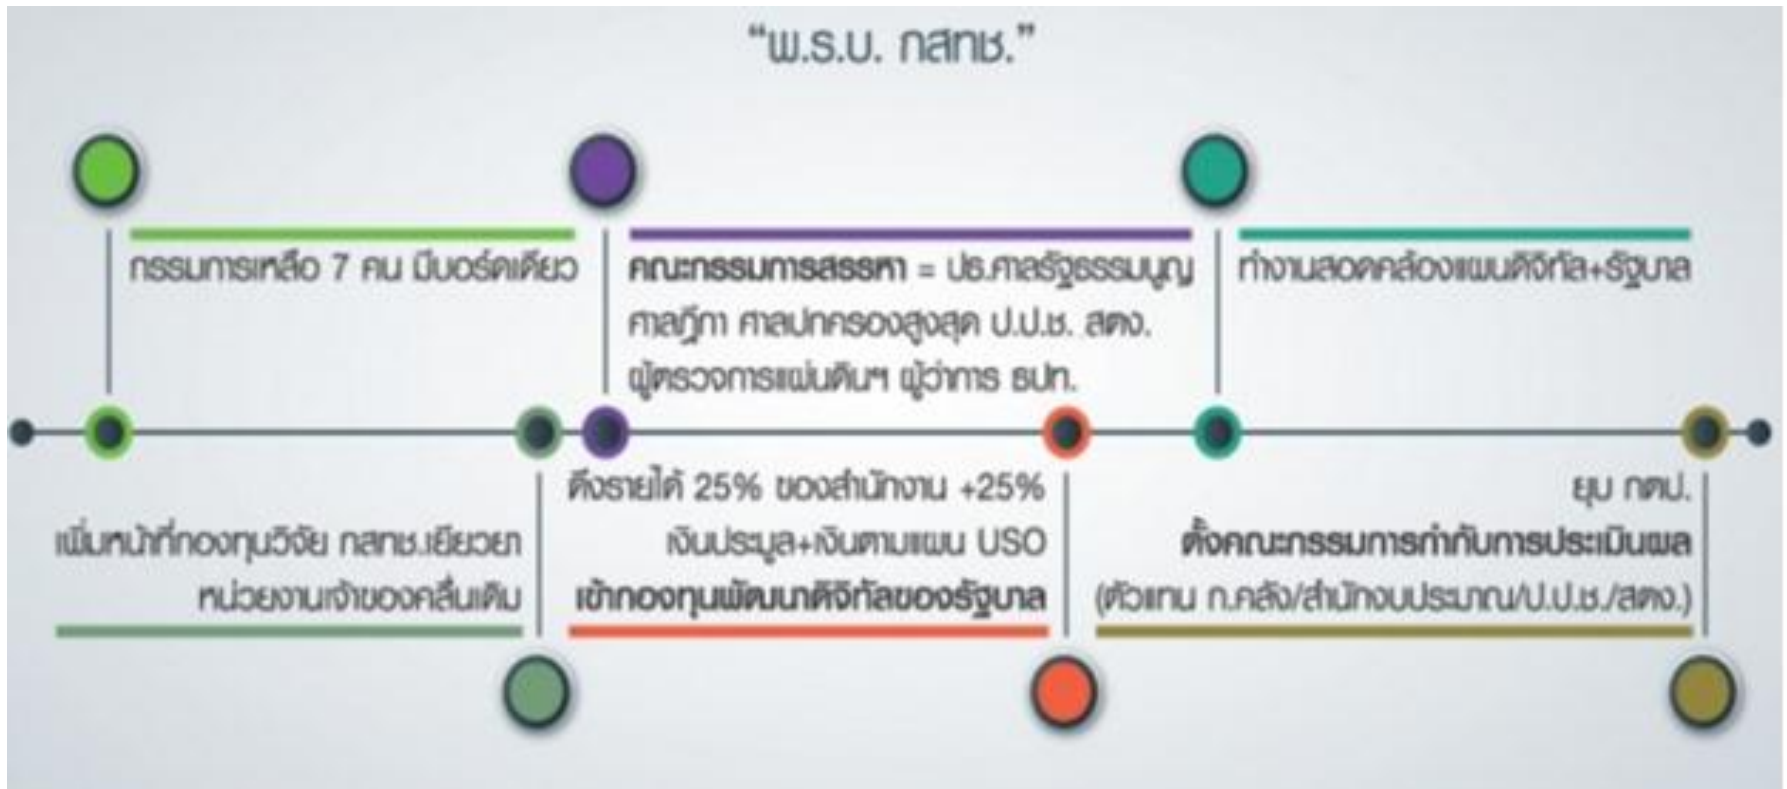 “พ.ร.บ. กสทช.”
กรรมการเหลือ 7 คน มีบอร์ดเดียว
คณะกรรมการสรรหา = ปธ.ศาลรัฐธรรมนูญ
ศาลฎีกา ศาลปกครองสูงสุด ป.ป.ช. สตง.
ผู้ตรวจการแผ่นดินฯ ผู้ว่าการ ธปท.
ทำงานสอดคล้องแผนดิจิทัล+รัฐบาล
เพิ่มหน้าที่กองทุนวิจัย กสทช.เยียวยา
หน่วยงานเจ้าของคลื่นเดิม
ดึงรายได้ 25% ของสำนักงาน +25%
เงินประมูล+เงินตามแผน USO
เข้ากองทุนพัฒนาดิจิทัลของรัฐบาล
ยุบ กตป.
ตั้งคณะกรรมการกำกับการประเมินผล
(ตัวแทน ก.คลัง/สำนักงบประมาณ/ป.ป.ช./สตง.)